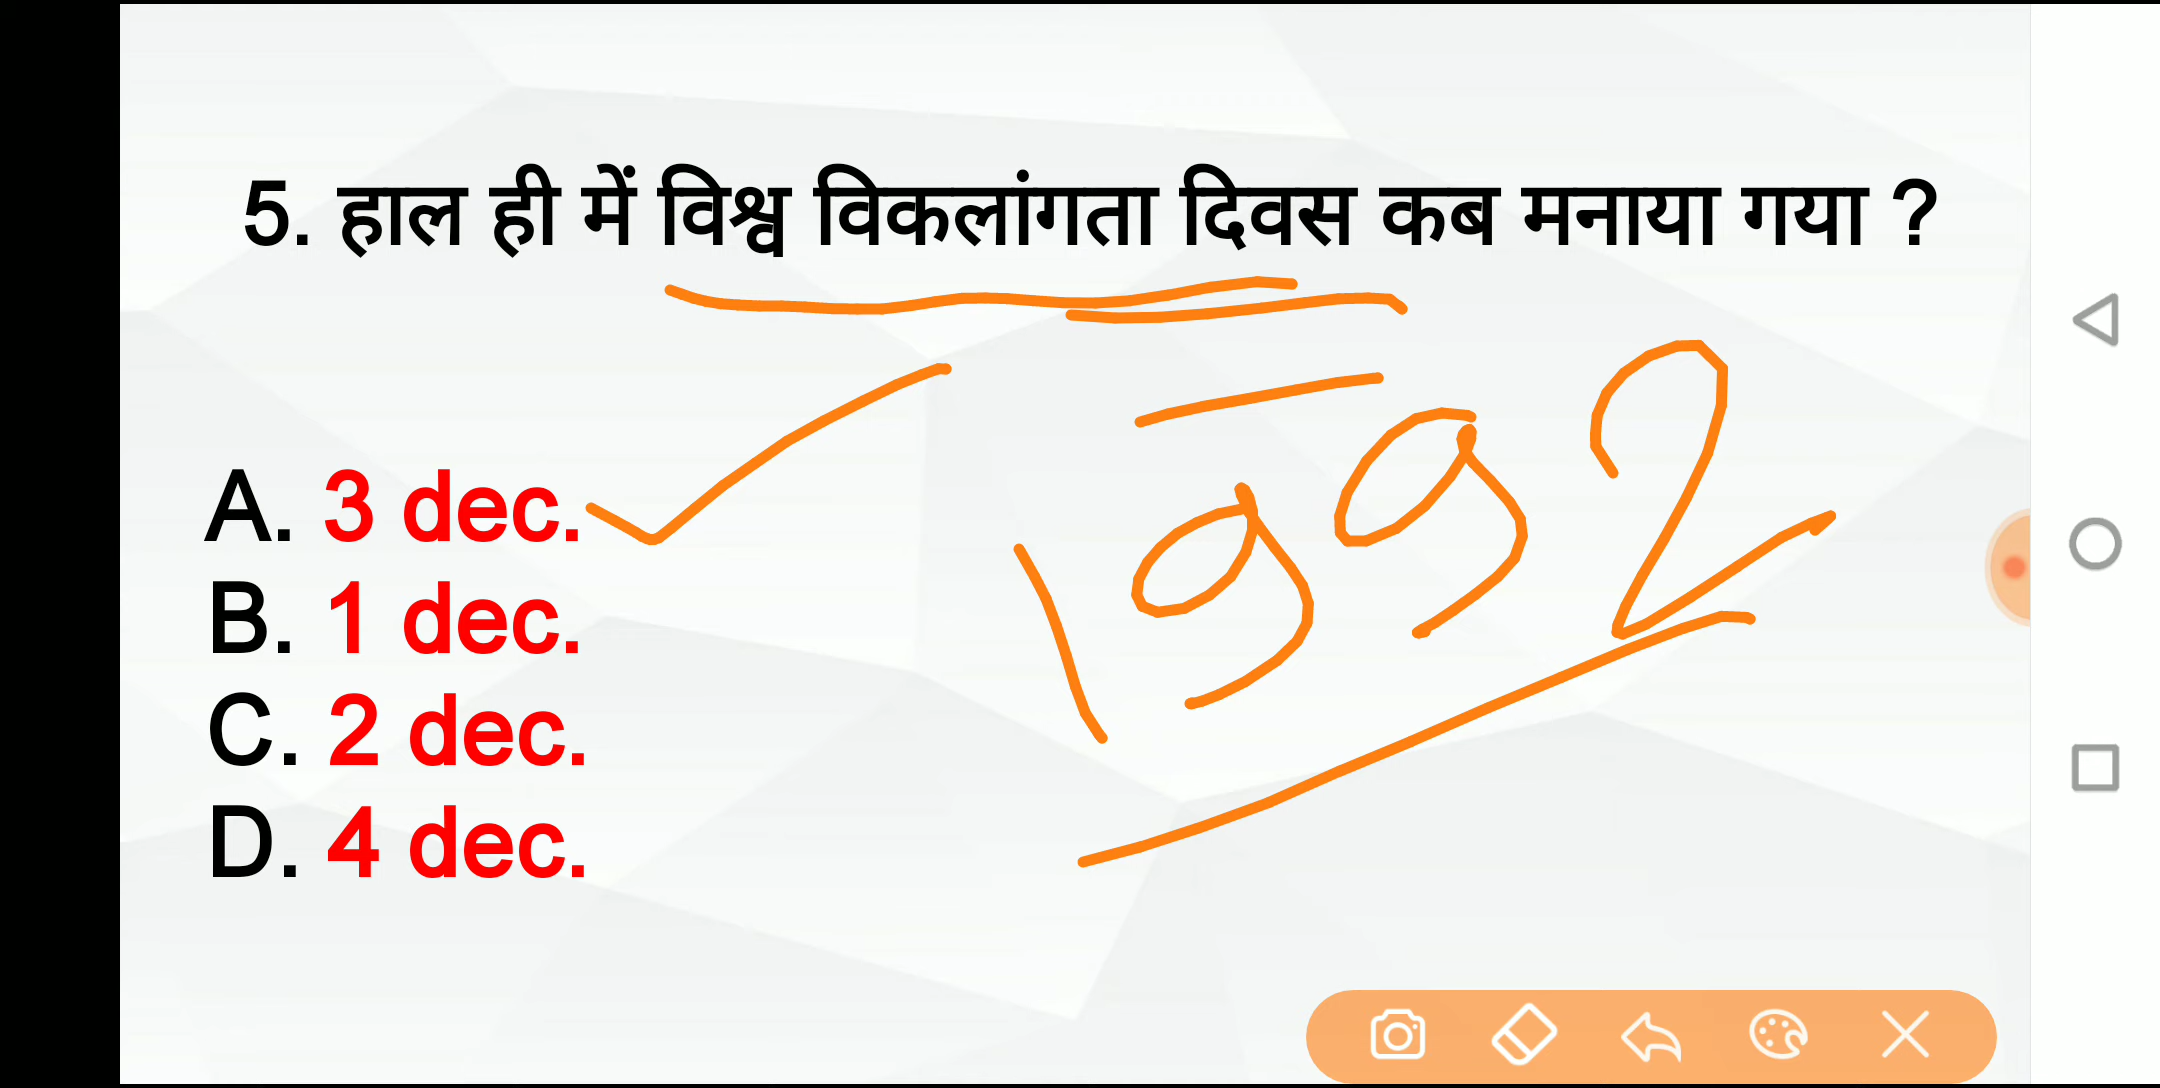 5. हाल ही में विश्व विकलांगता दिवस कब मनाया गया ?
A. 3 dec.
B. 1 dec.
C. 2 dec.
D. 4 dec.
1992